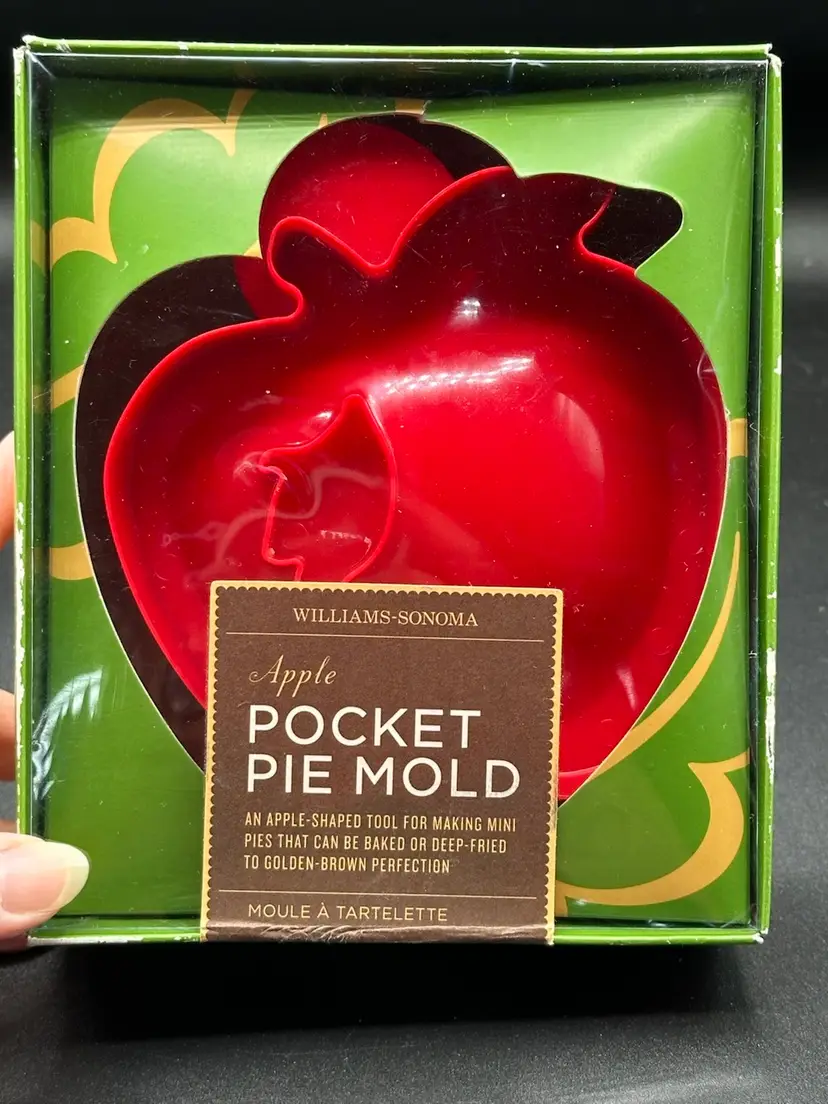 WILLIAMS-SONOMA
Apple
POCKET
PIE MOLD
AN APPLE-SHAPED TOOL FOR MAKING MINI
PIES THAT CAN BE BAKED OR DEEP-FRIED
TO GOLDEN-BROWN PERFECTION
MOULE À TARTELETTE